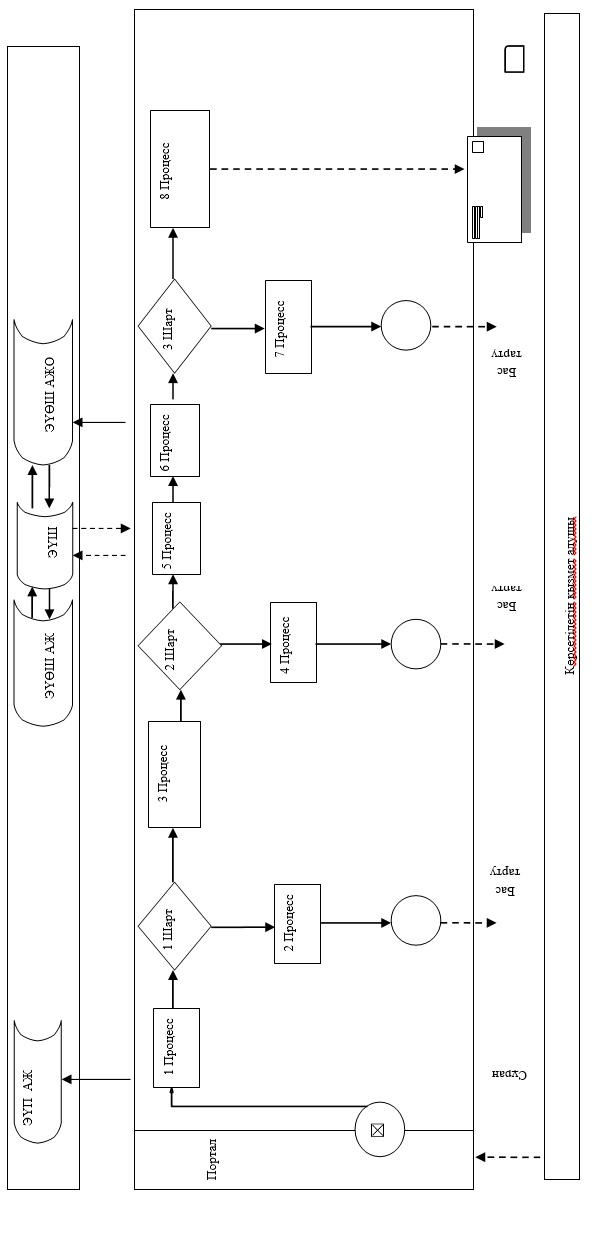 ЭҮП АЖ
ЭҮӨШ АЖ
ЭҮШ
ЭҮӨШ АЖО
Портал
1 Процесс
1 Шарт
2 Процесс
3 Процесс
2 Шарт
4 Процесс
5 Процесс
6 Процесс
3 Шарт
7 Процесс
8 Процесс
Сұран
Бас
тарту
Бас
тарту
Бас
тарту
Көрсетілетін қызмет алушы